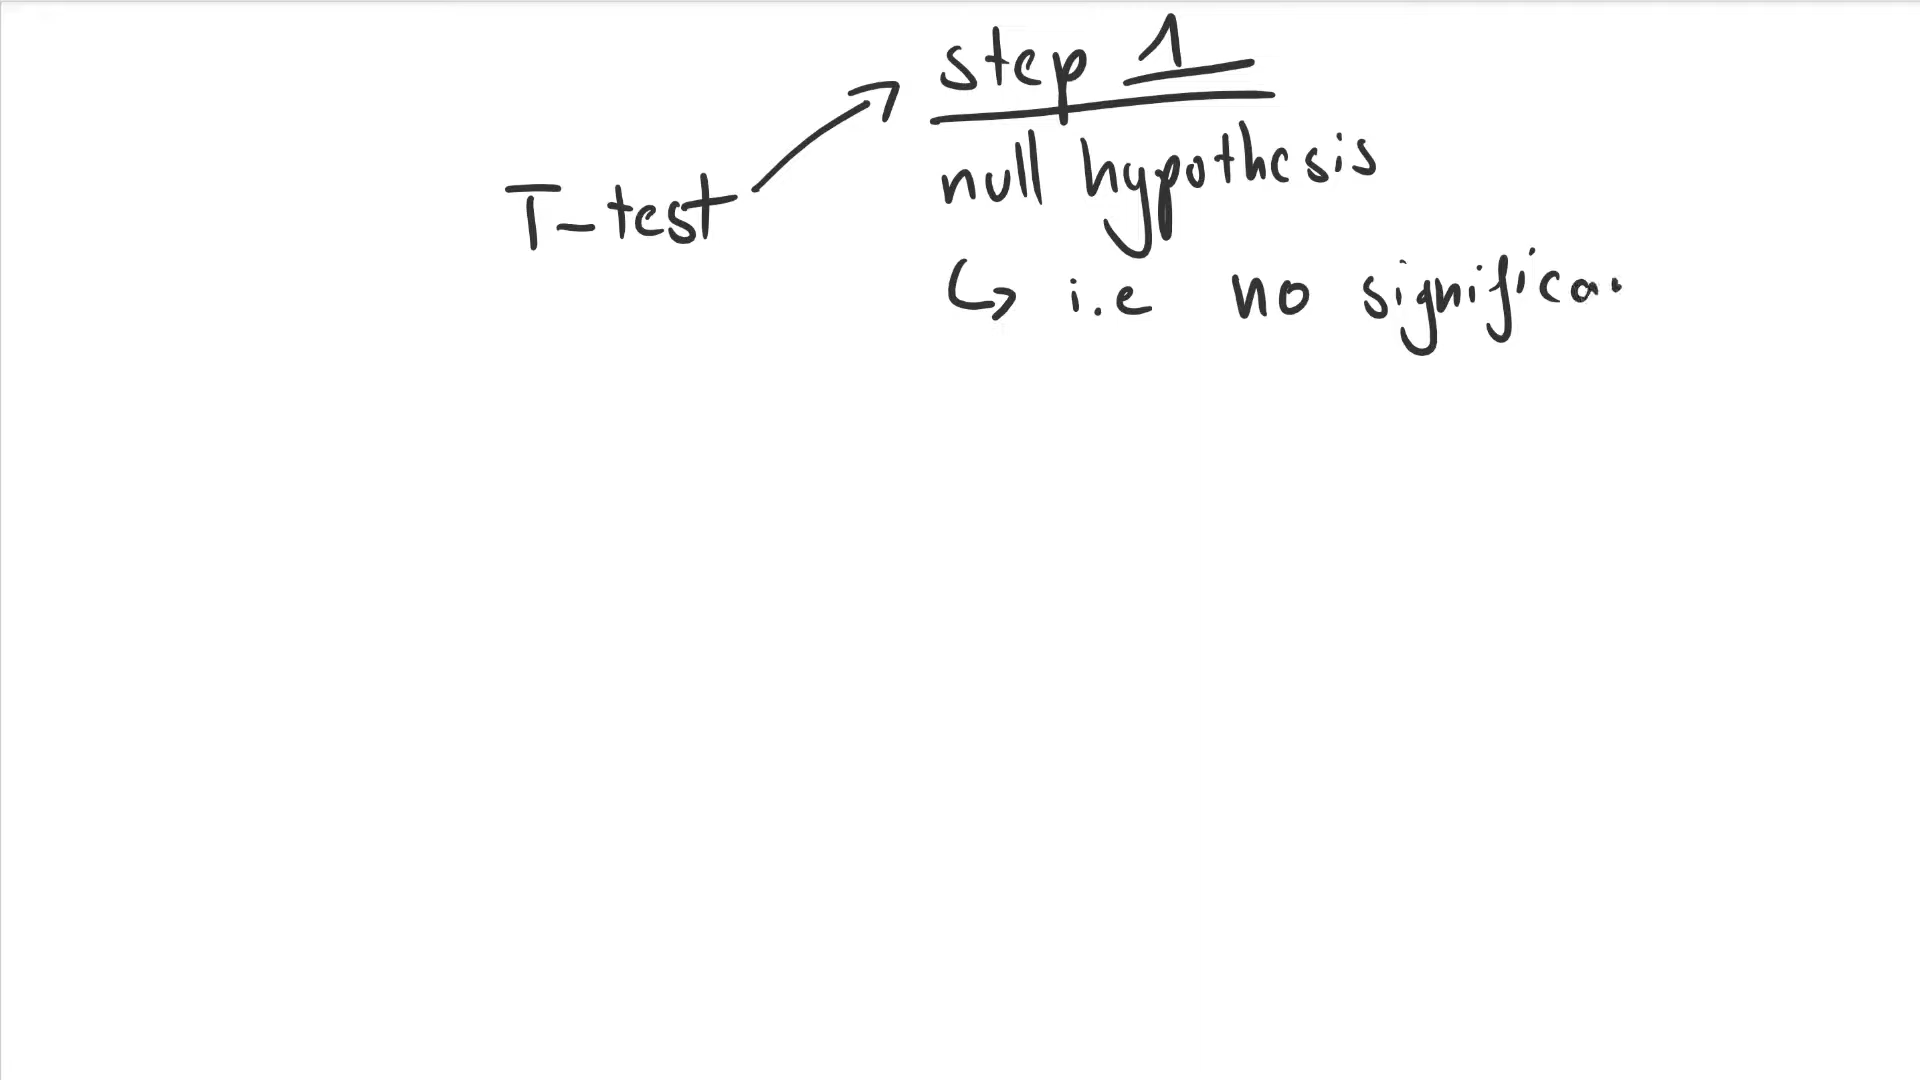 step 1
T-test
null hypothesis
i.e no significa